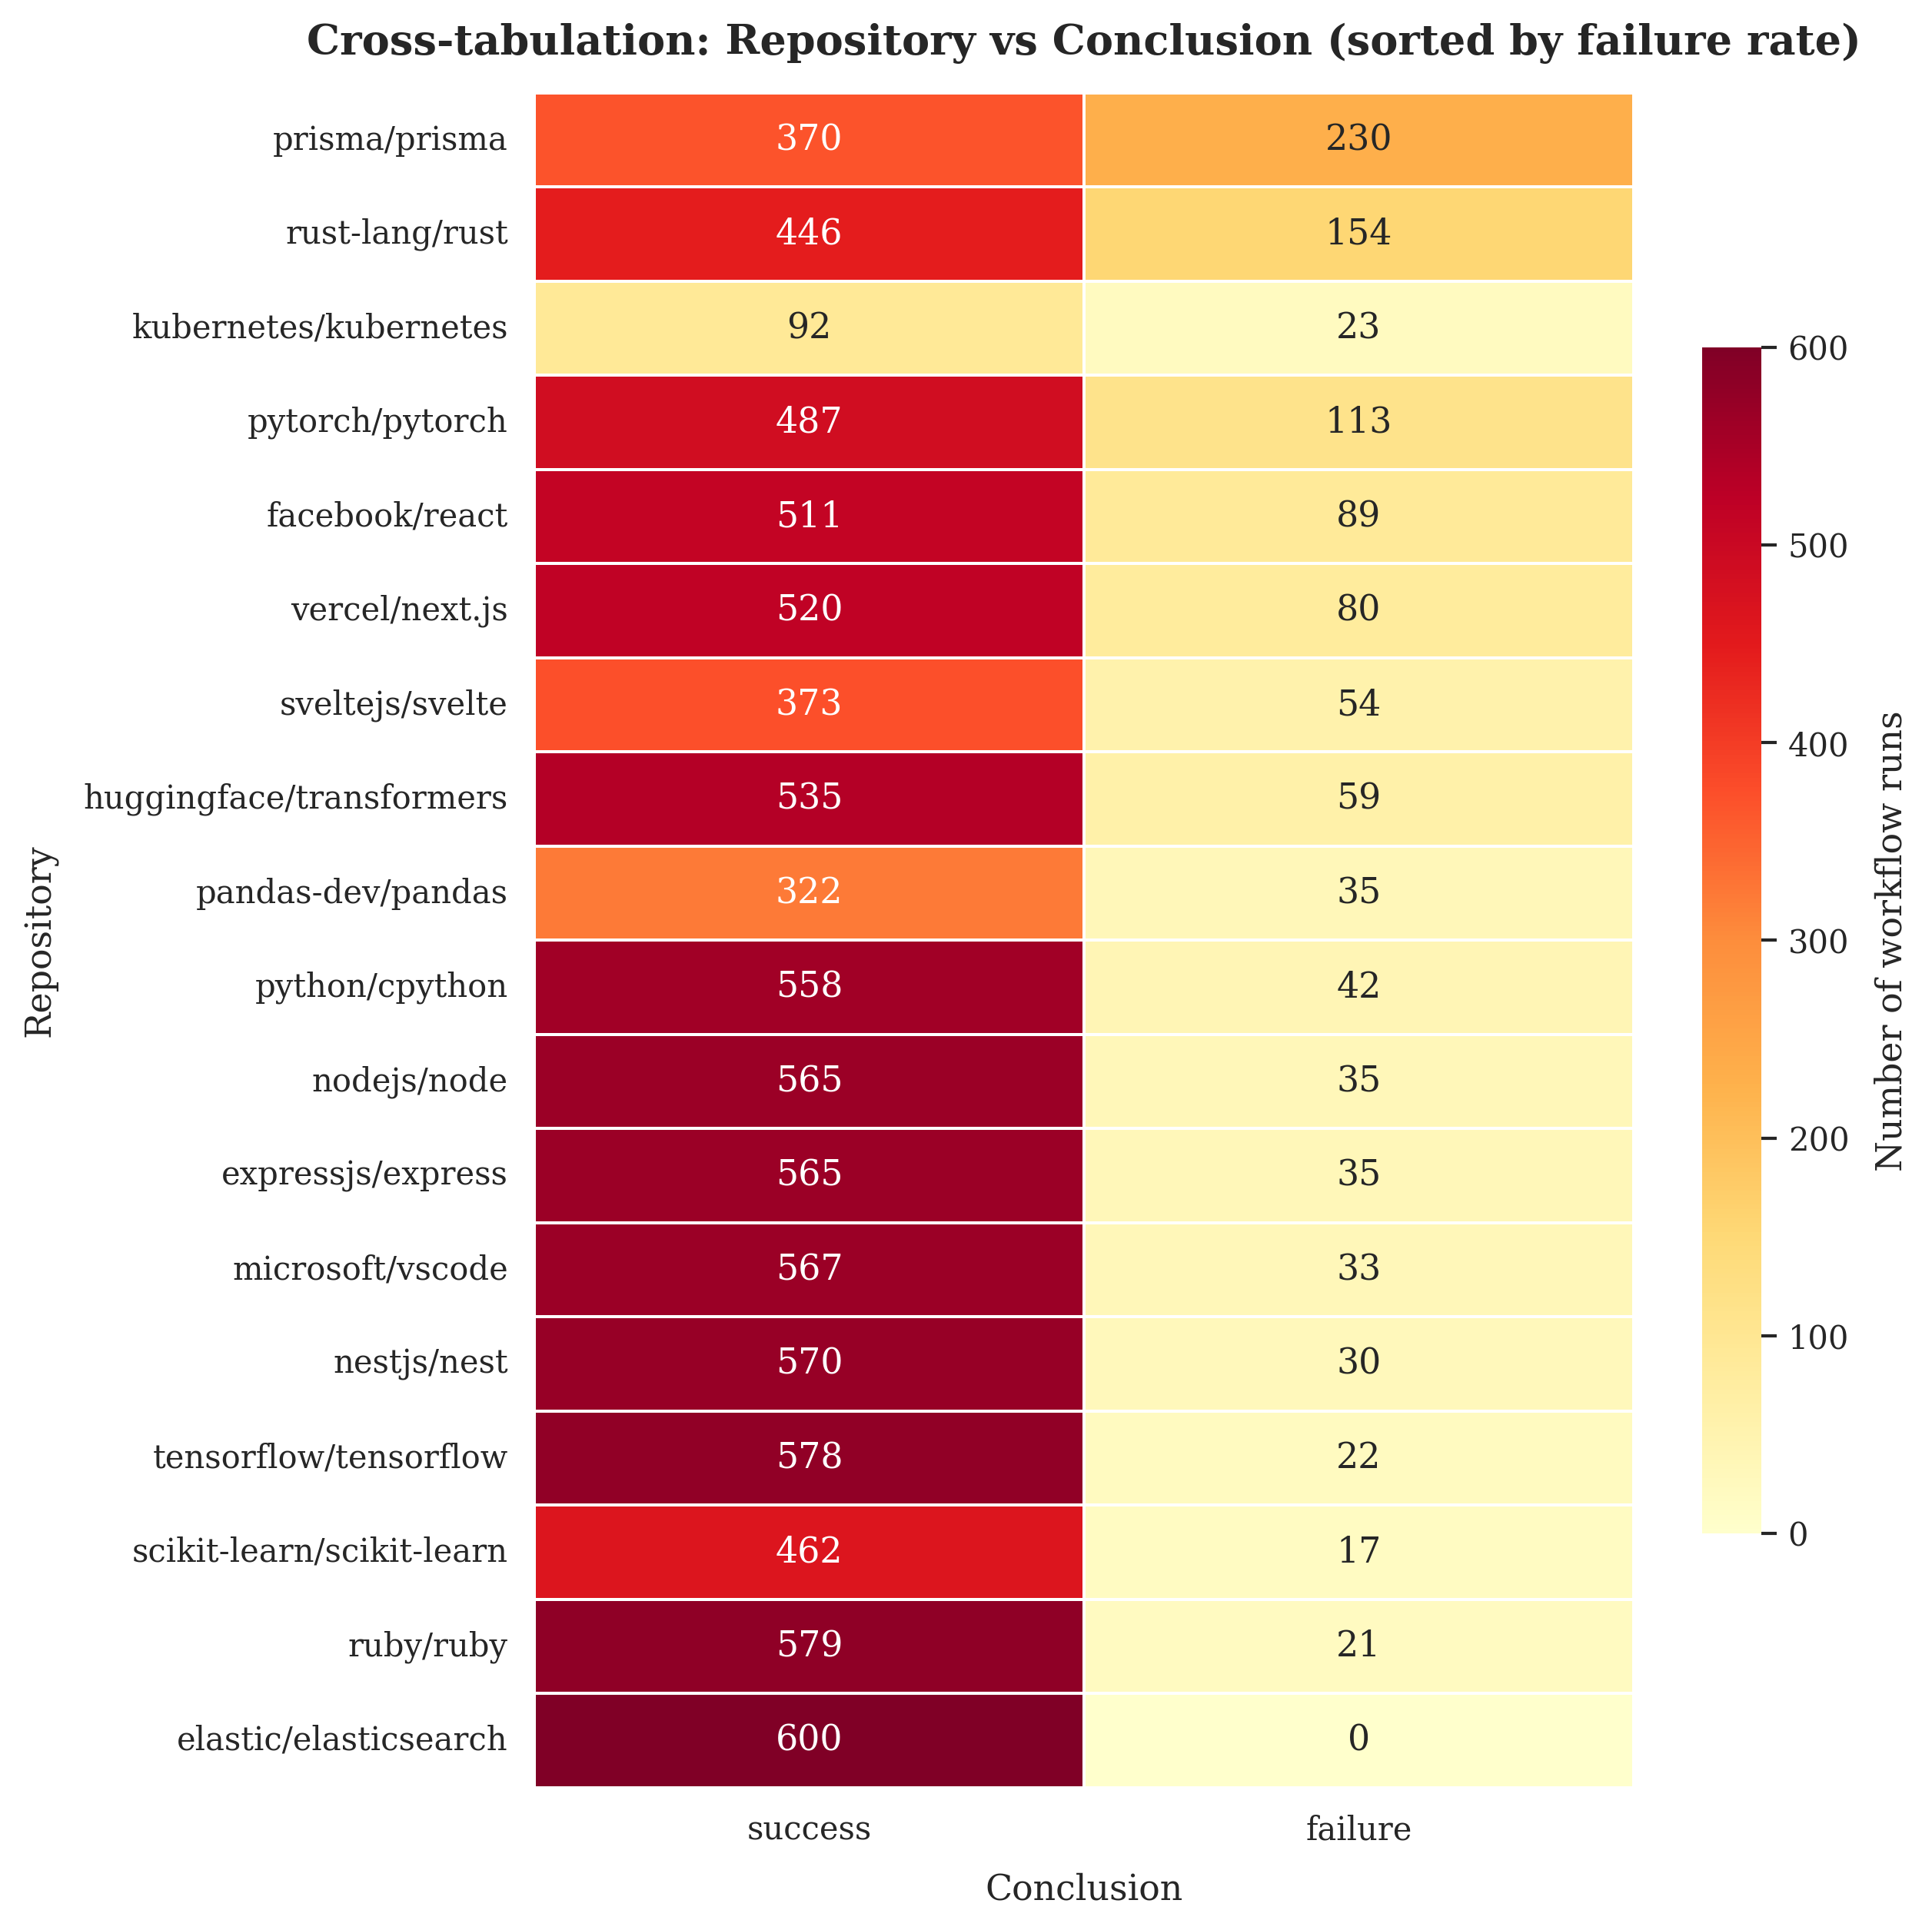 Cross-tabulation: Repository vs Conclusion (sorted by failure rate)
prisma/prisma 370 230
rust-lang/rust 446 154
kubernetes/kubernetes 92 23
pytorch/pytorch 487 113
facebook/react 511 89
vercel/next.js 520 80
sveltejs/svelte 373 54
huggingface/transformers 535 59
pandas-dev/pandas 322 35
python/cpython 558 42
nodejs/node 565 35
expressjs/express 565 35
microsoft/vscode 567 33
nestjs/nest 570 30
tensorflow/tensorflow 578 22
scikit-learn/scikit-learn 462 17
ruby/ruby 579 21
elastic/elasticsearch 600 0
success failure
Conclusion
Repository
600
500
400
300
200
100
0
Number of workflow runs